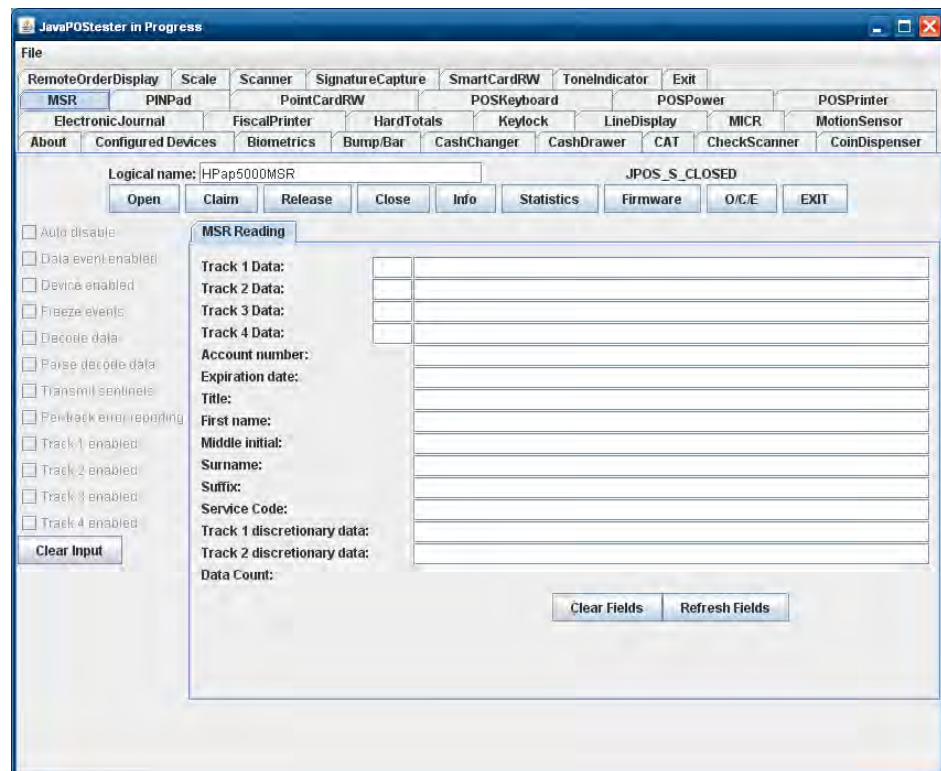 JavaPOStester in Progress
File
RemoteOrderDisplay Scale Scanner SignatureCapture SmartCardRW ToneIndicator Exit
MSR PINPad PointCardRW POSKeyboard POSPower POSPrinter
ElectronicJournal FiscalPrinter HardTotals Keylock LineDisplay MICR MotionSensor
About Configured Devices Biometrics Bump/Bar CashChanger CashDrawer CAT CheckScanner CoinDispenser
Logical name: HPap5000MSR JPOS_S_CLOSED
Open Claim Release Close Info Statistics Firmware O/C/E EXIT
Auto disable
Data event enabled
Device enabled
Freeze events
Decode data
Parse decode data
Transmit sentinels
Per-track error reporting
Track 1 enabled
Track 2 enabled
Track 3 enabled
Track 4 enabled
Clear Input
MSR Reading
Track 1 Data:
Track 2 Data:
Track 3 Data:
Track 4 Data:
Account number:
Expiration date:
Title:
First name:
Middle initial:
Surname:
Suffix:
Service Code:
Track 1 discretionary data:
Track 2 discretionary data:
Data Count:
Clear Fields Refresh Fields